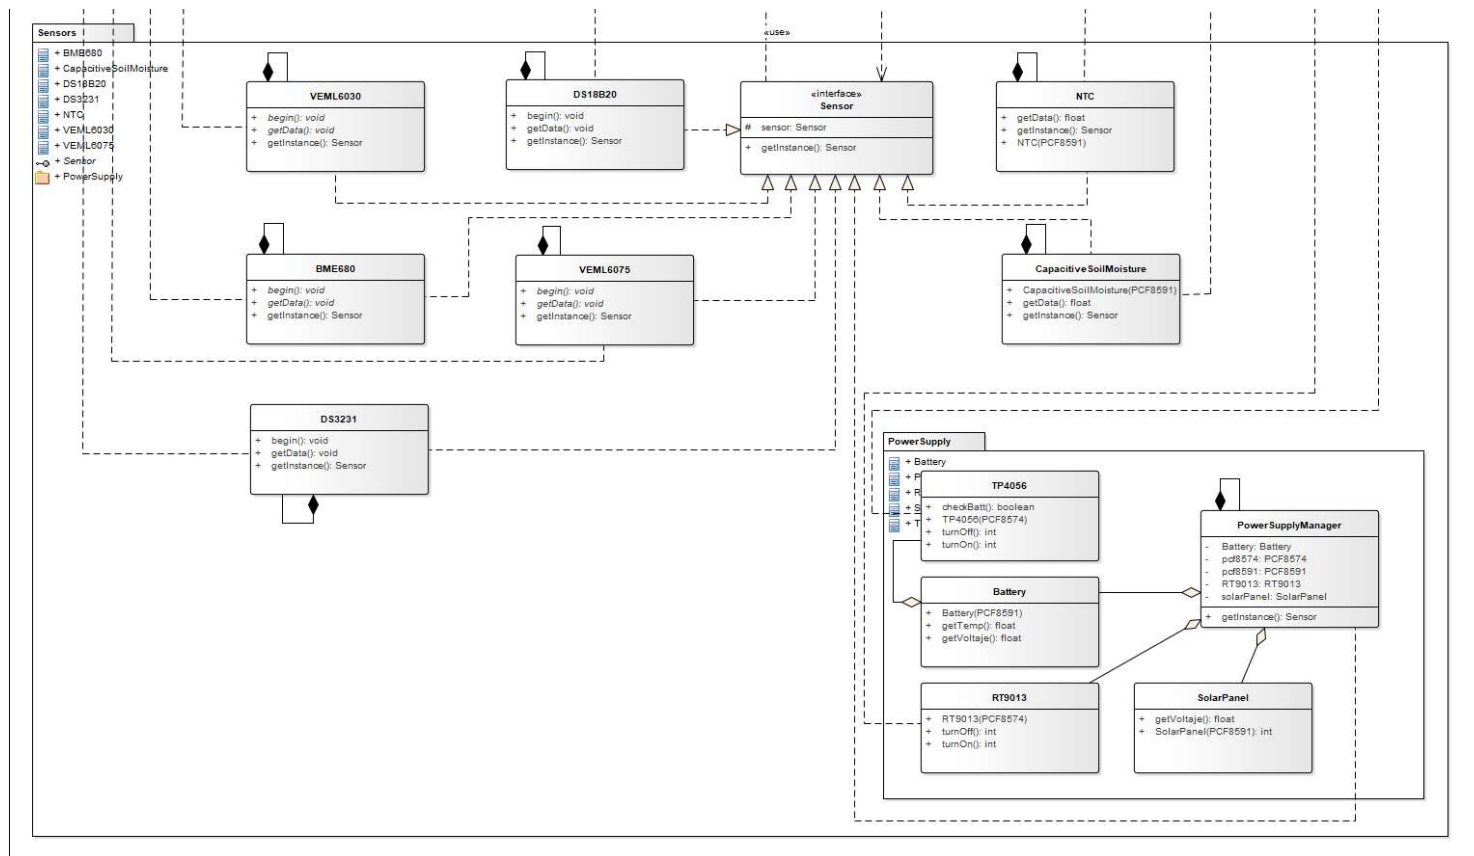 Sensors
«use»
+ BME680
+ CapacitiveSoilMoisture
+ DS18B20
+ DS3231
+ NTC
+ VEML6030
+ VEML6075
+ Sensor
+ PowerSupply
VEML6030
+ begin(): void
+ getData(): void
+ getInstance(): Sensor
DS18B20
+ begin(): void
+ getData(): void
+ getInstance(): Sensor
«interface»
Sensor
# sensor: Sensor
+ getInstance(): Sensor
NTC
+ getData(): float
+ getInstance(): Sensor
+ NTC(PCF8591)
BME680
+ begin(): void
+ getData(): void
+ getInstance(): Sensor
VEML6075
+ begin(): void
+ getData(): void
+ getInstance(): Sensor
CapacitiveSoilMoisture
+ CapacitiveSoilMoisture(PCF8591)
+ getData(): float
+ getInstance(): Sensor
DS3231
+ begin(): void
+ getData(): void
+ getInstance(): Sensor
PowerSupply
+ Battery
+ P
+ R
+ S
+ T
TP4056
+ checkBatt(): boolean
+ TP4056(PCF8574)
+ turnOff(): int
+ turnOn(): int
PowerSupplyManager
- Battery: Battery
- pcf8574: PCF8574
- pcf8591: PCF8591
- RT9013: RT9013
- solarPanel: SolarPanel
+ getInstance(): Sensor
Battery
+ Battery(PCF8591)
+ getTemp(): float
+ getVoltaje(): float
RT9013
+ RT9013(PCF8574)
+ turnOff(): int
+ turnOn(): int
SolarPanel
+ getVoltaje(): float
+ SolarPanel(PCF8591): int